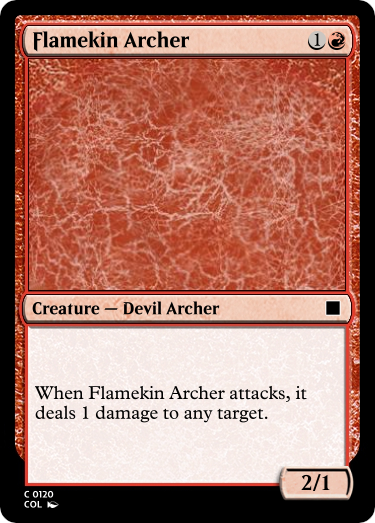 Flamekin Archer 1
Creature — Devil Archer
When Flamekin Archer attacks, it
deals 1 damage to any target.
2/1
C 0120
COL